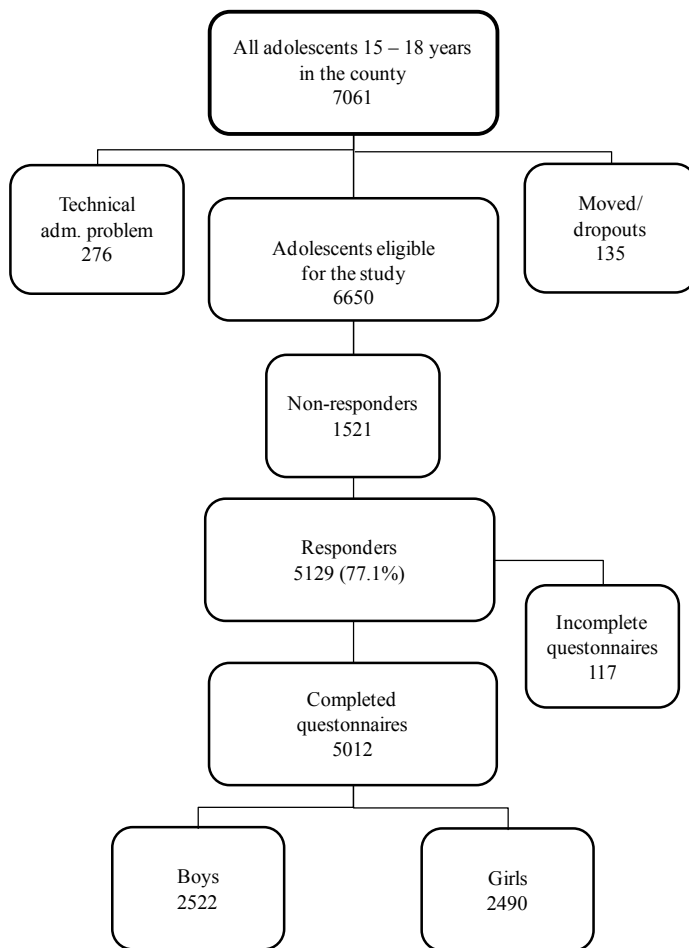 All adolescents 15 – 18 years
in the county
7061
Technical
adm. problem
276
Adolescents eligible
for the study
6650
Moved/
dropouts
135
Non-responders
1521
Responders
5129 (77.1%)
Incomplete
questonnaires
117
Completed
questonnaires
5012
Boys
2522
Girls
2490